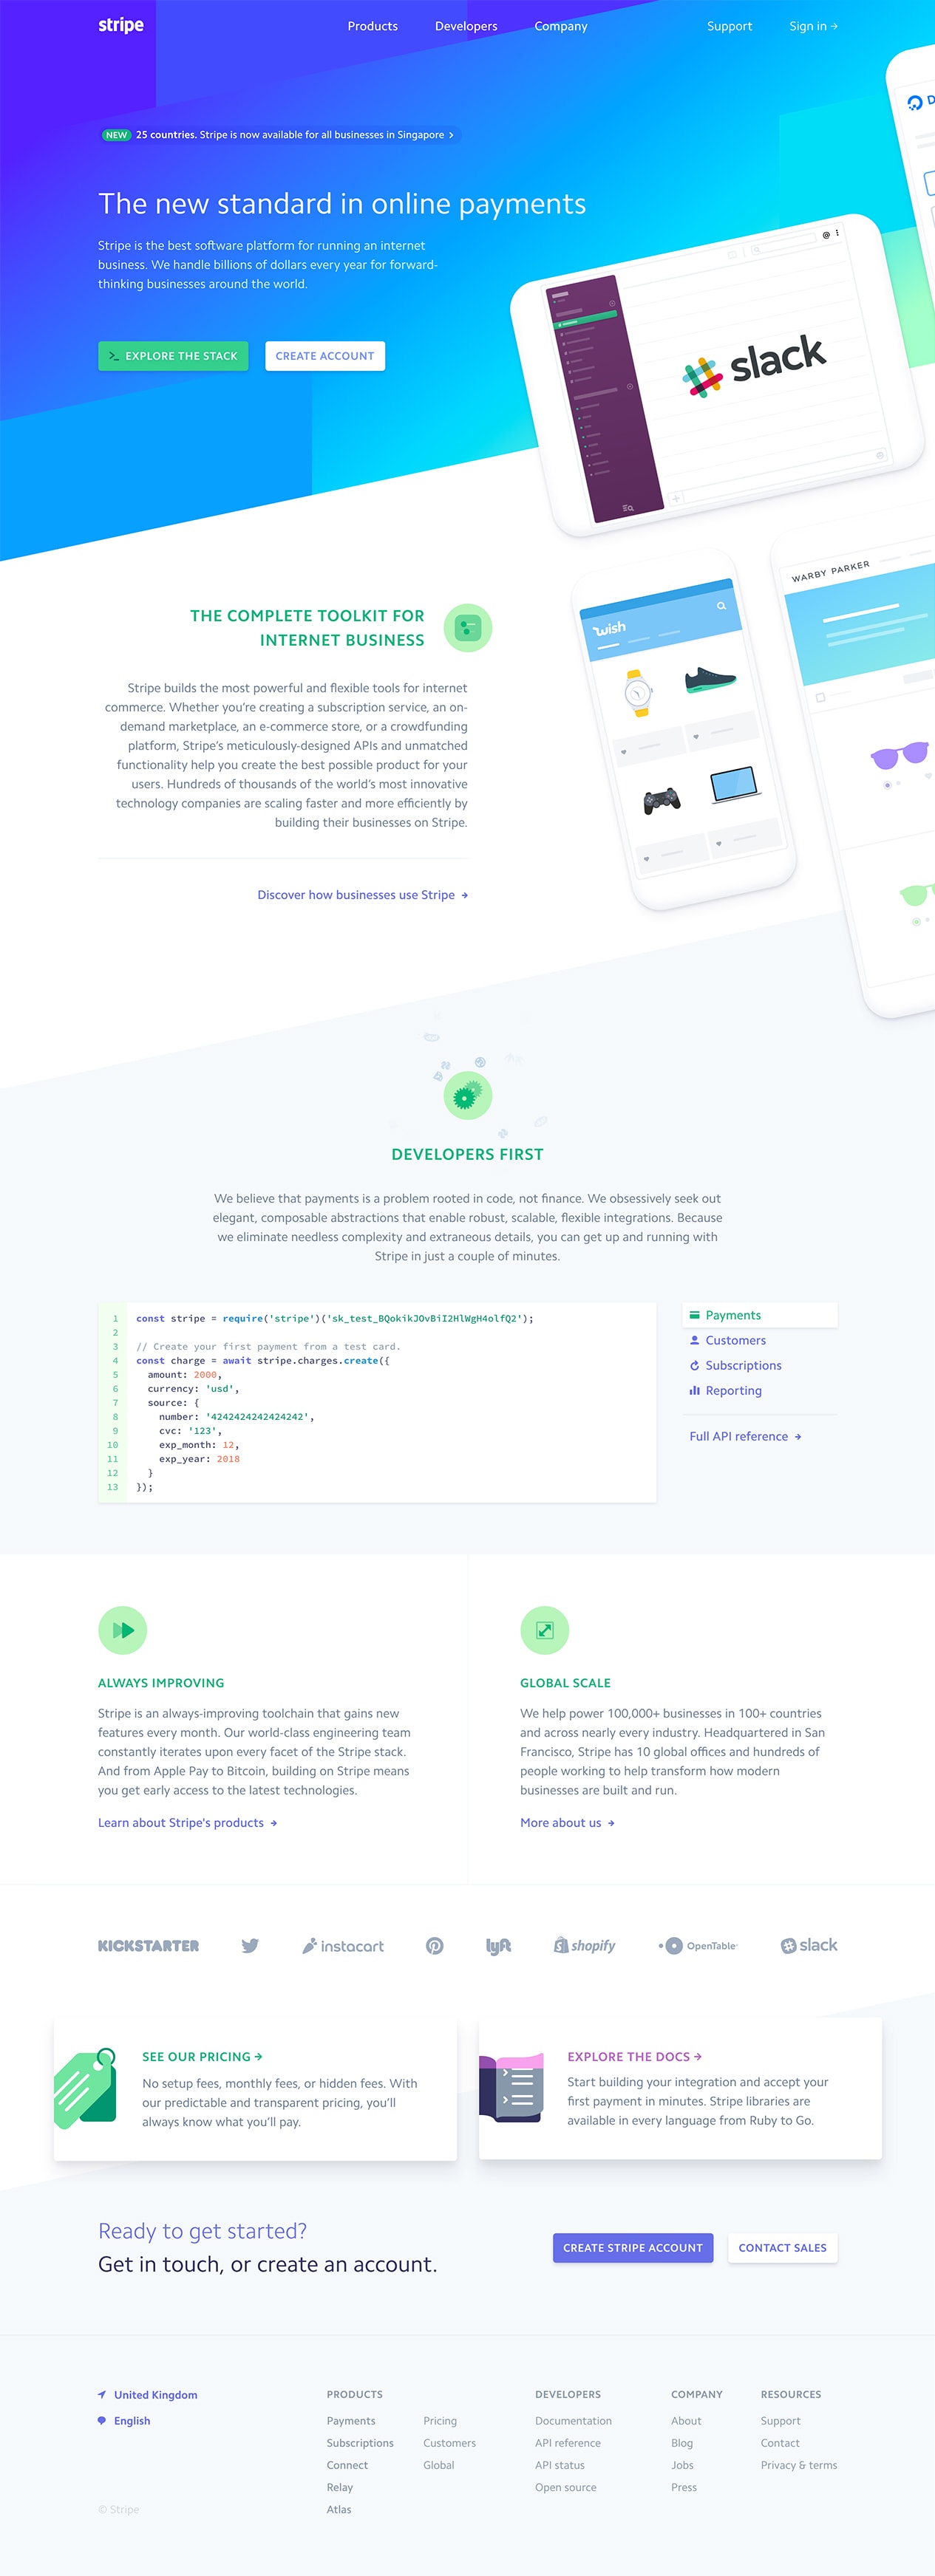 stripe
Products Developers Company Support Sign in →
NEW 25 countries. Stripe is now available for all businesses in Singapore >
The new standard in online payments
Stripe is the best software platform for running an internet
business. We handle billions of dollars every year for forward-
thinking businesses around the world.
>_ EXPLORE THE STACK CREATE ACCOUNT
D
@
slack
WARBY PARKER
wish
THE COMPLETE TOOLKIT FOR
INTERNET BUSINESS
Stripe builds the most powerful and flexible tools for internet
commerce. Whether you're creating a subscription service, an on-
demand marketplace, an e-commerce store, or a crowdfunding
platform, Stripe's meticulously-designed APIs and unmatched
functionality help you create the best possible product for your
users. Hundreds of thousands of the world's most innovative
technology companies are scaling faster and more efficiently by
building their businesses on Stripe.
Discover how businesses use Stripe →
DEVELOPERS FIRST
We believe that payments is a problem rooted in code, not finance. We obsessively seek out
elegant, composable abstractions that enable robust, scalable, flexible integrations. Because
we eliminate needless complexity and extraneous details, you can get up and running with
Stripe in just a couple of minutes.
1 const stripe = require('stripe')('sk_test_BQokikJOvBiI2HlWgH4olfQ2');
2
3 // Create your first payment from a test card.
4 const charge = await stripe.charges.create({
5 amount: 2000,
6 currency: 'usd',
7 source: {
8 number: '4242424242424242',
9 cvc: '123',
10 exp_month: 12,
11 exp_year: 2018
12 }
13 });
Payments
Customers
Subscriptions
Reporting
Full API reference →
ALWAYS IMPROVING
Stripe is an always-improving toolchain that gains new
features every month. Our world-class engineering team
constantly iterates upon every facet of the Stripe stack.
And from Apple Pay to Bitcoin, building on Stripe means
you get early access to the latest technologies.
Learn about Stripe's products →
GLOBAL SCALE
We help power 100,000+ businesses in 100+ countries
and across nearly every industry. Headquartered in San
Francisco, Stripe has 10 global offices and hundreds of
people working to help transform how modern
businesses are built and run.
More about us →
KICKSTARTER instacart lyft shopify OpenTable slack
SEE OUR PRICING →
No setup fees, monthly fees, or hidden fees. With
our predictable and transparent pricing, you'll
always know what you'll pay.
EXPLORE THE DOCS →
Start building your integration and accept your
first payment in minutes. Stripe libraries are
available in every language from Ruby to Go.
Ready to get started?
Get in touch, or create an account.
CREATE STRIPE ACCOUNT CONTACT SALES
United Kingdom
English
© Stripe
PRODUCTS
Payments
Subscriptions
Connect
Relay
Atlas
Pricing
Customers
Global
DEVELOPERS
Documentation
API reference
API status
Open source
COMPANY
About
Blog
Jobs
Press
RESOURCES
Support
Contact
Privacy & terms